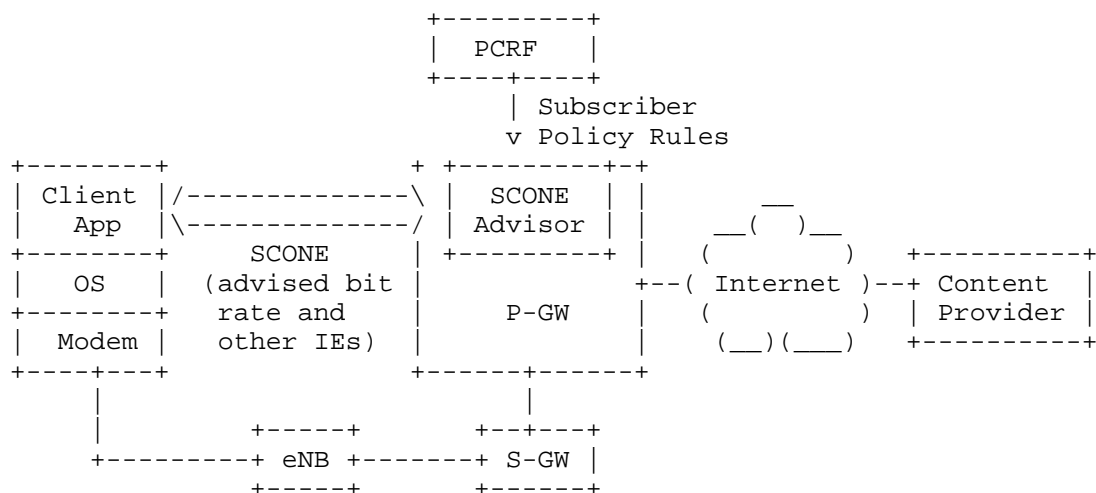 PCRF
Subscriber
Policy Rules
Client App
SCONE Advisor
SCONE
(advised bit
rate and
other IEs)
OS
Modem
P-GW
Internet
Content
Provider
eNB
S-GW